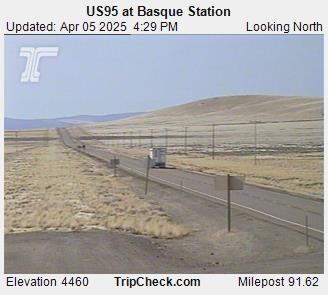 US95 at Basque Station
Updated: Apr 05 2025 4:29 PM Looking North
Elevation 4460 TripCheck.com Milepost 91.62